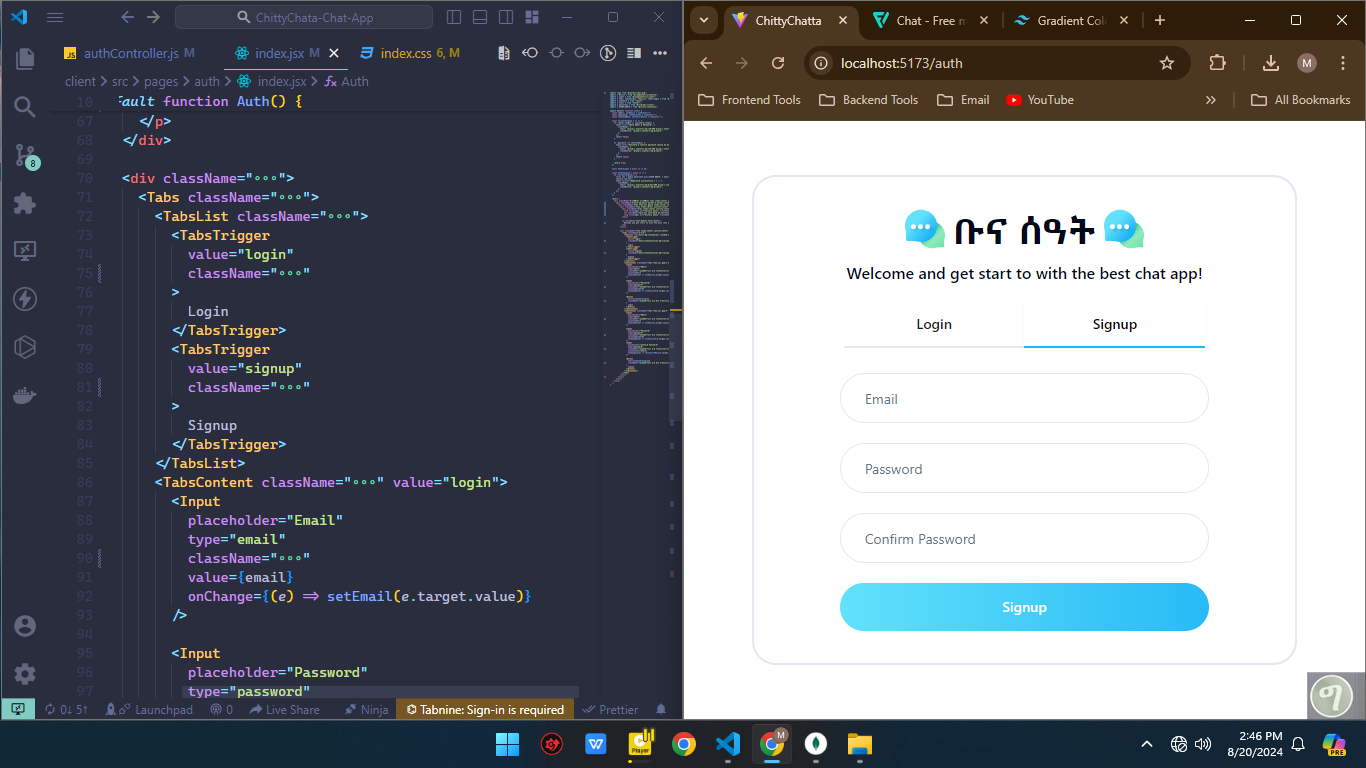 ChittyChata-Chat-App
authController.js M
index.jsx M
index.css 6, M
client > src > pages > auth > index.jsx > Auth
10 fault function Auth() {
67 </p>
68 </div>
69
70 <div className="∘∘∘">
71 <Tabs className="∘∘∘">
72 <TabsList className="∘∘∘">
73 <TabsTrigger
74 value="login"
75 className="∘∘∘"
76 >
77 Login
78 </TabsTrigger>
79 <TabsTrigger
80 value="signup"
81 className="∘∘∘"
82 >
83 Signup
84 </TabsTrigger>
85 </TabsList>
86 <TabsContent className="∘∘∘" value="login">
87 <Input
88 placeholder="Email"
89 type="email"
90 className="∘∘∘"
91 value={email}
92 onChange={(e) => setEmail(e.target.value)}
93 />
94
95 <Input
96 placeholder="Password"
97 type="password"
8
0↓ 5↑
Launchpad
0
Live Share
Ninja
Tabnine: Sign-in is required
Prettier
ChittyChatta
Chat - Free m
Gradient Col
localhost:5173/auth
M
Frontend Tools
Backend Tools
Email
YouTube
All Bookmarks
ቡና ሰዓት
Welcome and get start to with the best chat app!
Login
Signup
Email
Password
Confirm Password
Signup
Player
M
2:46 PM
8/20/2024
PRE